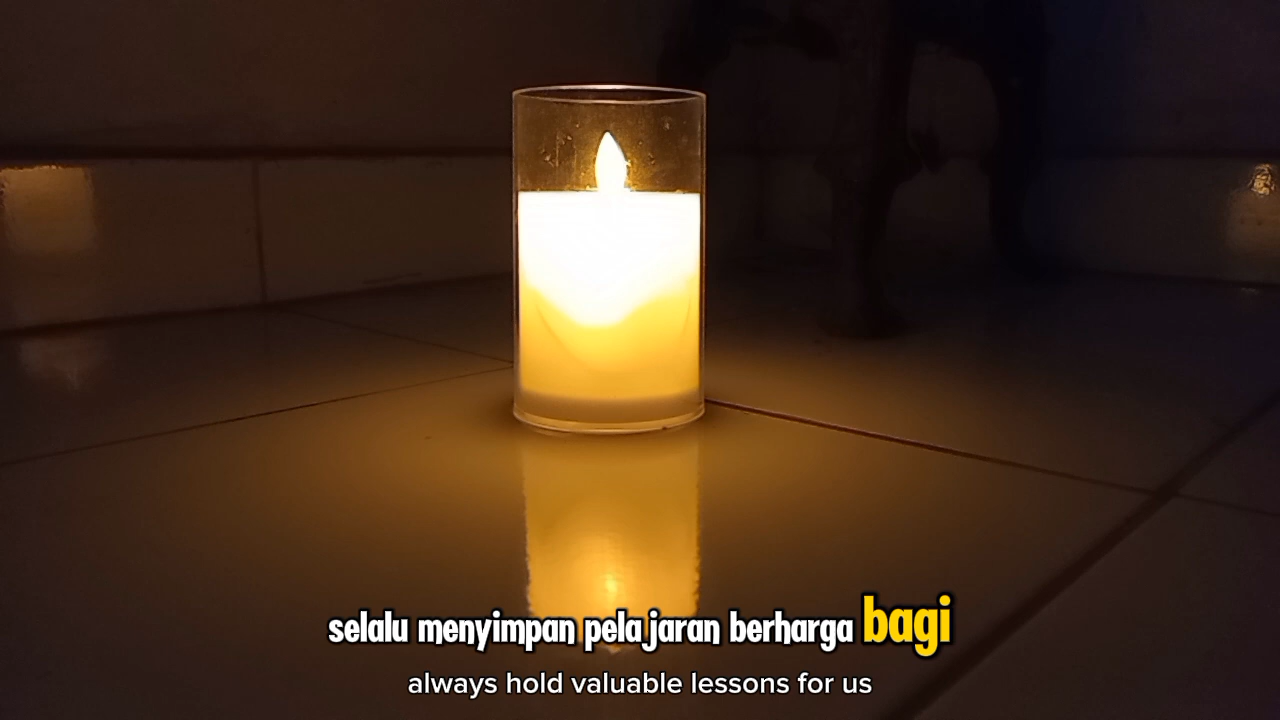 selalu menyimpan pelajaran berharga bagi
always hold valuable lessons for us